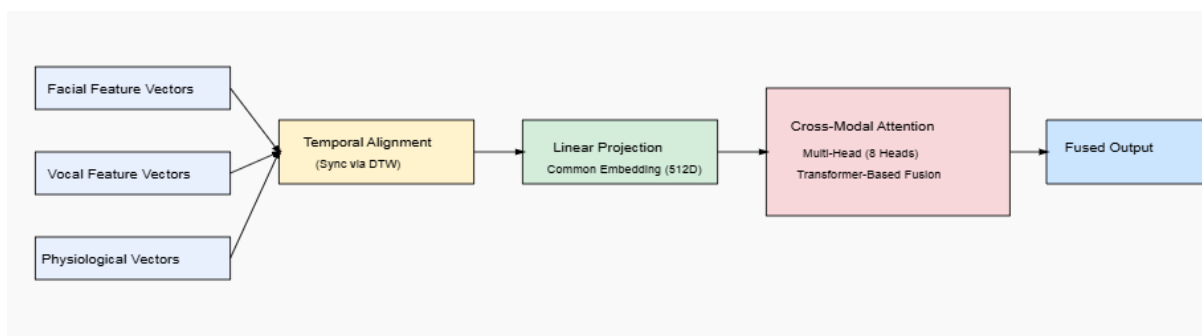 Facial Feature Vectors
Vocal Feature Vectors
Physiological Vectors
Temporal Alignment
(Sync via DTW)
Linear Projection
Common Embedding (512D)
Cross-Modal Attention
Multi-Head (8 Heads)
Transformer-Based Fusion
Fused Output